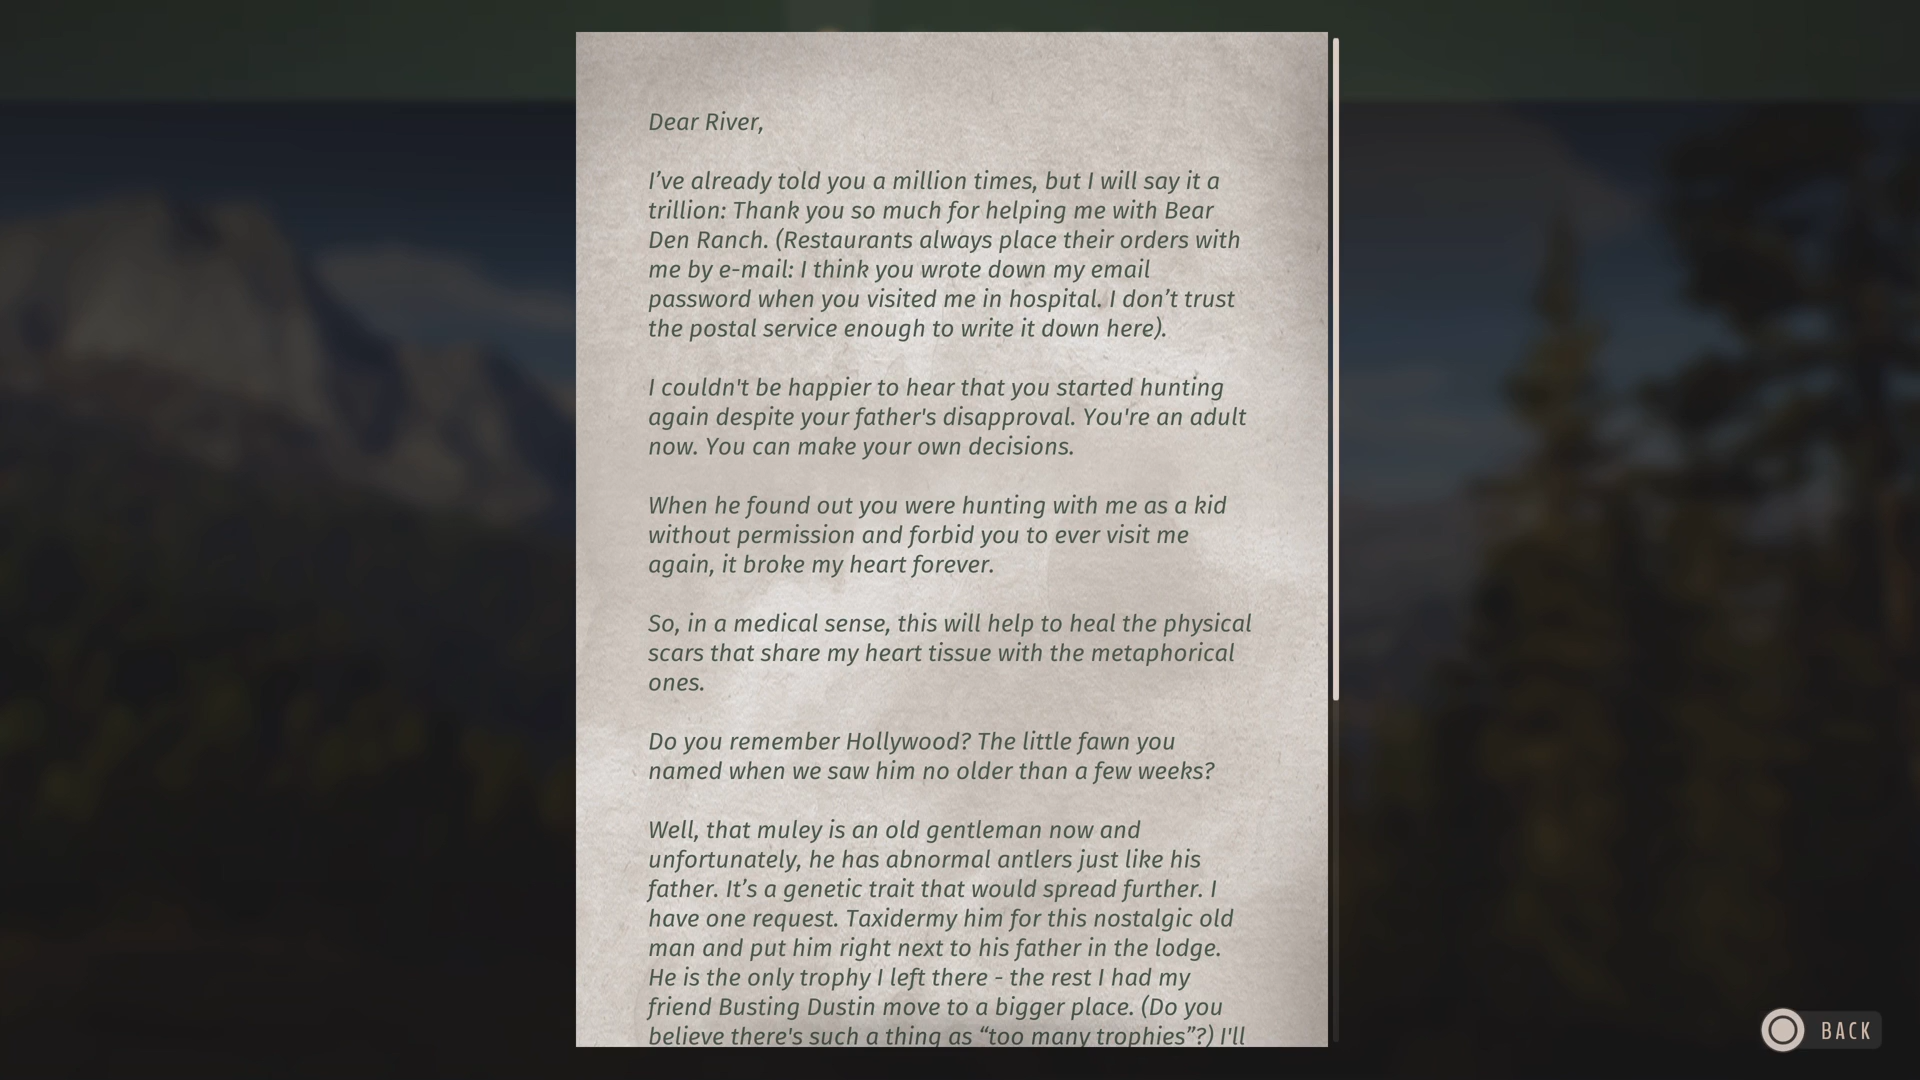 Dear River,
I’ve already told you a million times, but I will say it a
trillion: Thank you so much for helping me with Bear
Den Ranch. (Restaurants always place their orders with
me by e-mail: I think you wrote down my email
password when you visited me in hospital. I don’t trust
the postal service enough to write it down here).
I couldn't be happier to hear that you started hunting
again despite your father's disapproval. You're an adult
now. You can make your own decisions.
When he found out you were hunting with me as a kid
without permission and forbid you to ever visit me
again, it broke my heart forever.
So, in a medical sense, this will help to heal the physical
scars that share my heart tissue with the metaphorical
ones.
Do you remember Hollywood? The little fawn you
named when we saw him no older than a few weeks?
Well, that muley is an old gentleman now and
unfortunately, he has abnormal antlers just like his
father. It’s a genetic trait that would spread further. I
have one request. Taxidermy him for this nostalgic old
man and put him right next to his father in the lodge.
He is the only trophy I left there - the rest I had my
friend Busting Dustin move to a bigger place. (Do you
believe there's such a thing as “too many trophies”?) I'll
BACK